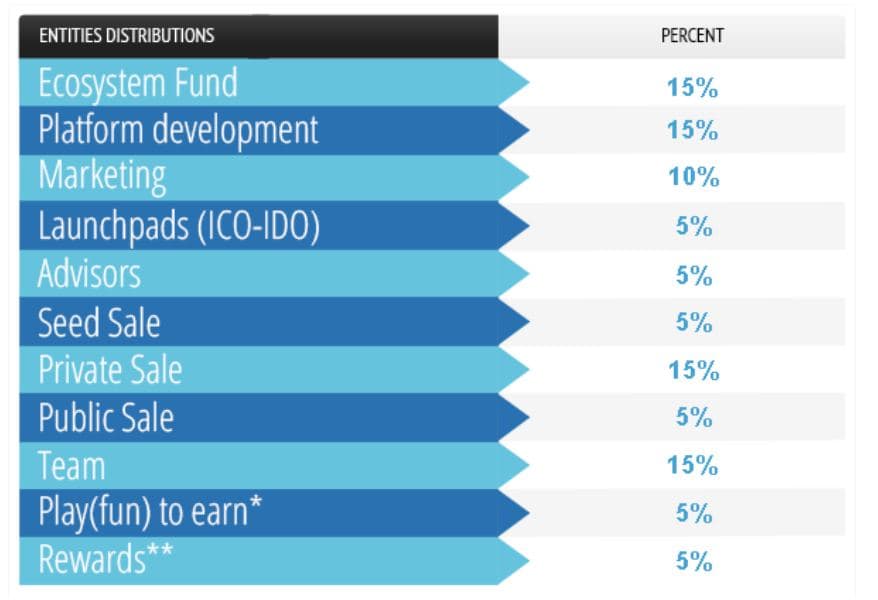 ENTITIES DISTRIBUTIONS PERCENT
Ecosystem Fund 15%
Platform development 15%
Marketing 10%
Launchpads (ICO-IDO) 5%
Advisors 5%
Seed Sale 5%
Private Sale 15%
Public Sale 5%
Team 15%
Play(fun) to earn* 5%
Rewards** 5%